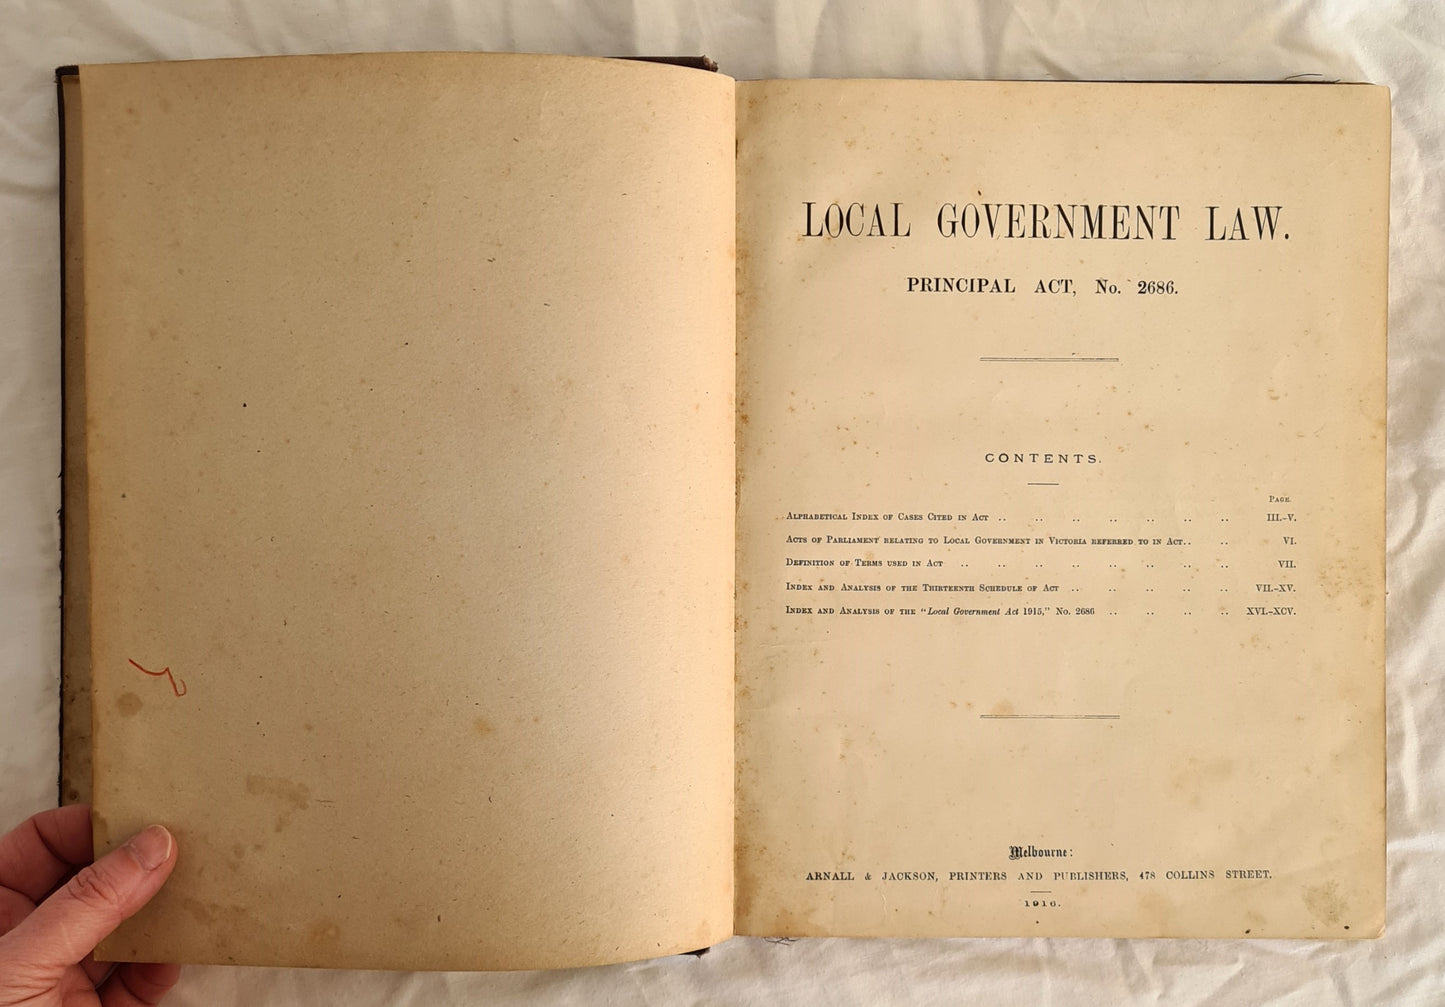 LOCAL GOVERNMENT LAW.
PRINCIPAL ACT, No. 2686.
CONTENTS.
PAGE.
ALPHABETICAL INDEX OF CASES CITED IN ACT .. .. .. .. .. .. .. III.-V.
ACTS OF PARLIAMENT RELATING TO LOCAL GOVERNMENT IN VICTORIA REFERRED TO IN ACT.. .. VI.
DEFINITION OF TERMS USED IN ACT .. .. .. .. .. .. .. .. VII.
INDEX AND ANALYSIS OF THE THIRTEENTH SCHEDULE OF ACT .. .. .. .. .. VII.-XV.
INDEX AND ANALYSIS OF THE "Local Government Act 1915," No. 2686 .. .. .. .. XVI.-XCV.
Melbourne:
ARNALL & JACKSON, PRINTERS AND PUBLISHERS, 478 COLLINS STREET.
1916.